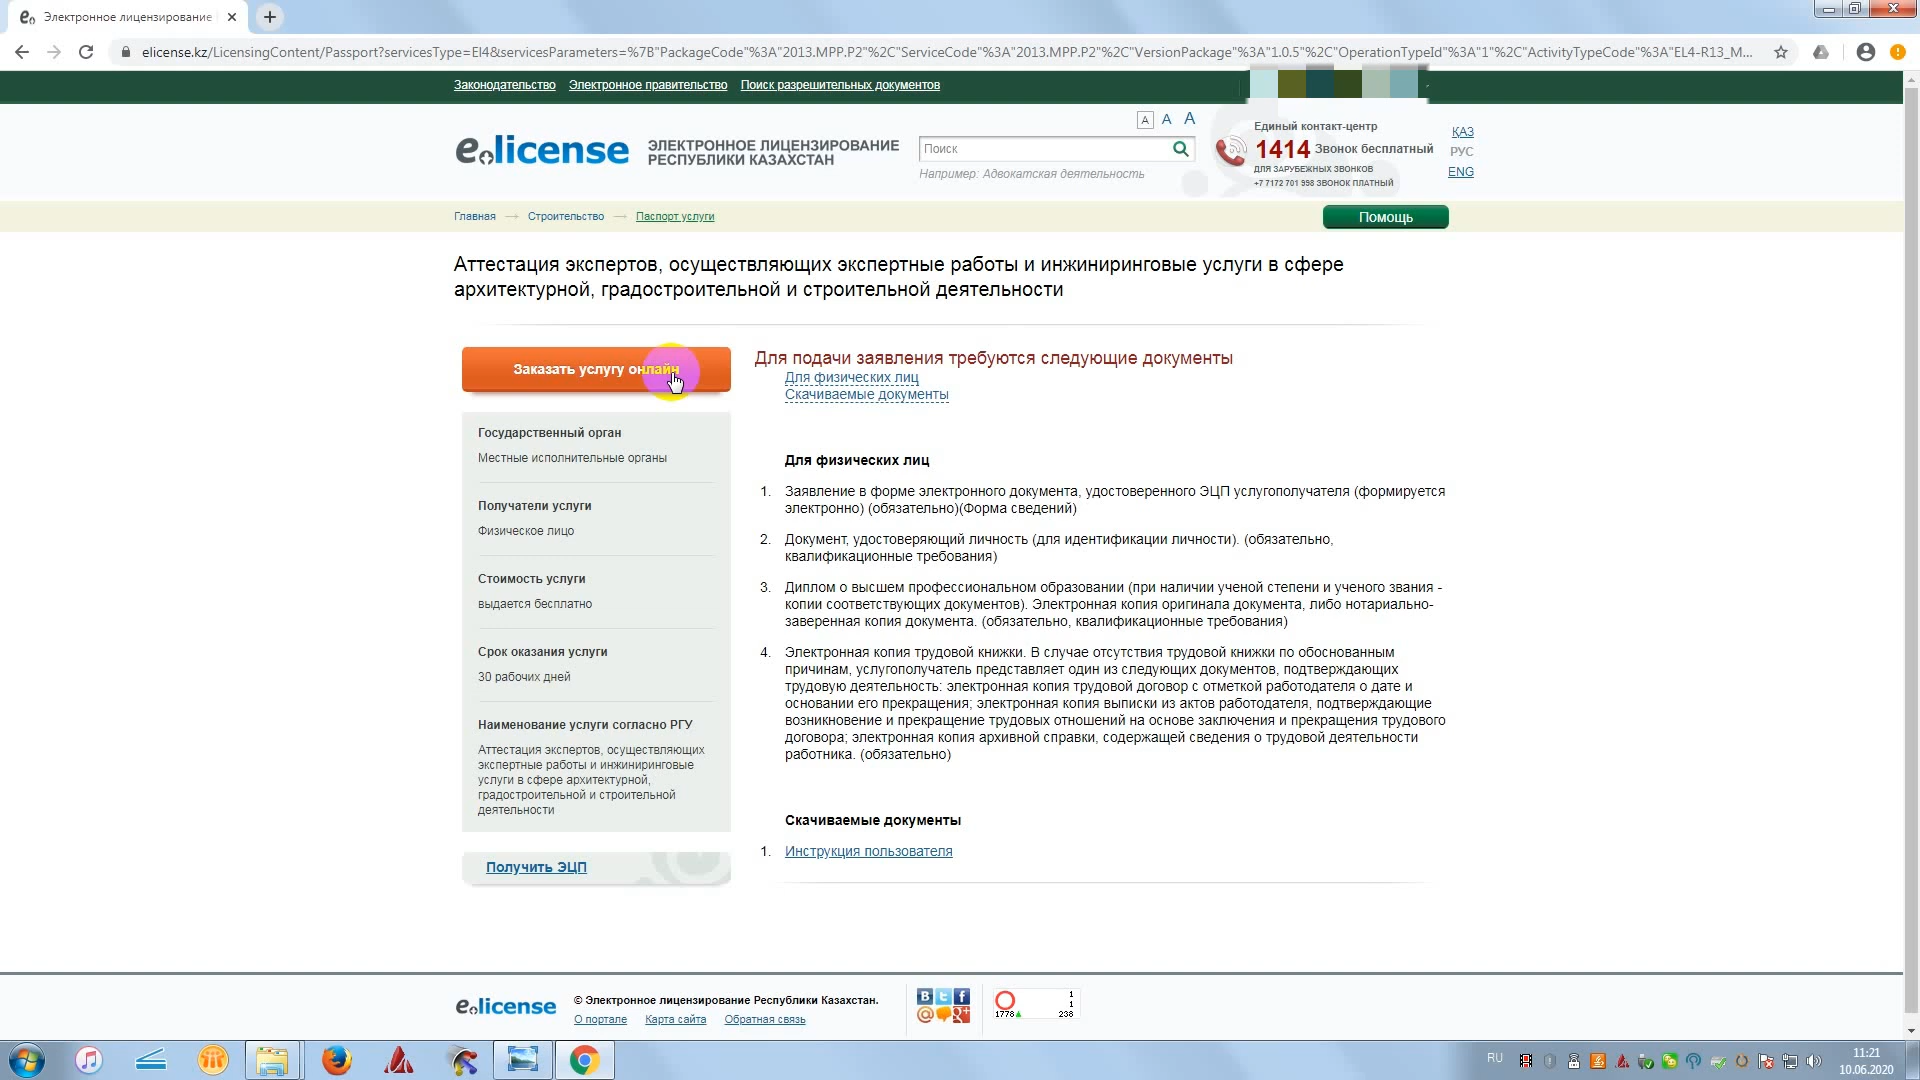 Электронное лицензирование
elicense.kz/LicensingContent/Passport?servicesType=El4&servicesParameters=%7B"PackageCode"%3A"2013.MPP.P2"%2C"ServiceCode"%3A"2013.MPP.P2"%2C"VersionPackage"%3A"1.0.5"%2C"OperationTypeId"%3A"1"%2C"ActivityTypeCode"%3A"EL4-R13_M...
Законодательство Электронное правительство Поиск разрешительных документов
A A A
e.license
ЭЛЕКТРОННОЕ ЛИЦЕНЗИРОВАНИЕ
РЕСПУБЛИКИ КАЗАХСТАН
Поиск
Например: Адвокатская деятельность
Единый контакт-центр
1414 Звонок бесплатный
ДЛЯ ЗАРУБЕЖНЫХ ЗВОНКОВ
+7 7172 701 998 ЗВОНОК ПЛАТНЫЙ
ҚАЗ
РУС
ENG
Главная → Строительство → Паспорт услуги
Помощь
Аттестация экспертов, осуществляющих экспертные работы и инжиниринговые услуги в сфере
архитектурной, градостроительной и строительной деятельности
Заказать услугу онлайн
Государственный орган
Местные исполнительные органы
Получатели услуги
Физическое лицо
Стоимость услуги
выдается бесплатно
Срок оказания услуги
30 рабочих дней
Наименование услуги согласно РГУ
Аттестация экспертов, осуществляющих
экспертные работы и инжиниринговые
услуги в сфере архитектурной,
градостроительной и строительной
деятельности
Получить ЭЦП
Для подачи заявления требуются следующие документы
Для физических лиц
Скачиваемые документы
Для физических лиц
1. Заявление в форме электронного документа, удостоверенного ЭЦП услугополучателя (формируется
электронно) (обязательно)(Форма сведений)
2. Документ, удостоверяющий личность (для идентификации личности). (обязательно,
квалификационные требования)
3. Диплом о высшем профессиональном образовании (при наличии ученой степени и ученого звания -
копии соответствующих документов). Электронная копия оригинала документа, либо нотариально-
заверенная копия документа. (обязательно, квалификационные требования)
4. Электронная копия трудовой книжки. В случае отсутствия трудовой книжки по обоснованным
причинам, услугополучатель представляет один из следующих документов, подтверждающих
трудовую деятельность: электронная копия трудовой договор с отметкой работодателя о дате и
основании его прекращения; электронная копия выписки из актов работодателя, подтверждающие
возникновение и прекращение трудовых отношений на основе заключения и прекращения трудового
договора; электронная копия архивной справки, содержащей сведения о трудовой деятельности
работника. (обязательно)
Скачиваемые документы
1. Инструкция пользователя
e.license
© Электронное лицензирование Республики Казахстан.
О портале Карта сайта Обратная связь
1
1
1778 238
RU
11:21
10.06.2020